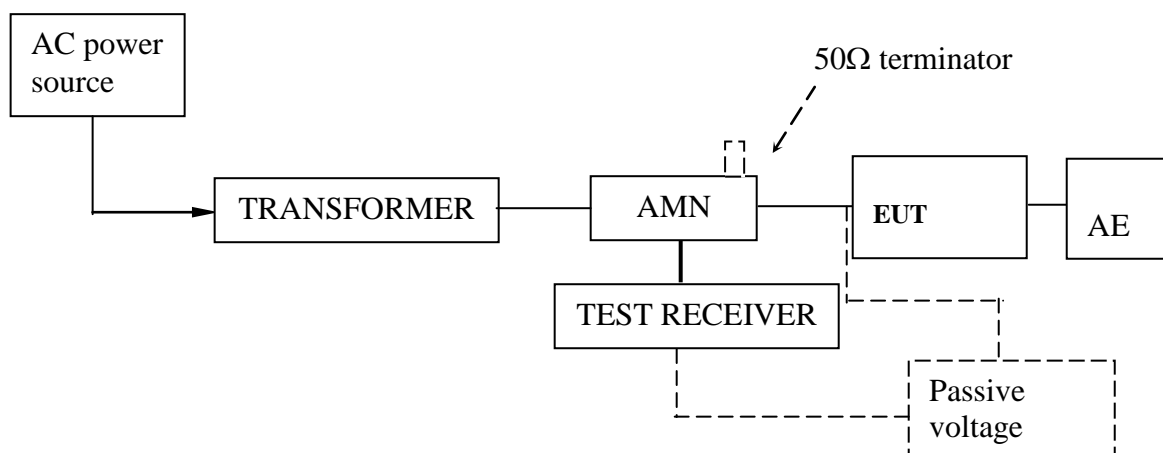 AC power
source
50Ω terminator
TRANSFORMER
AMN
EUT
AE
TEST RECEIVER
Passive
voltage